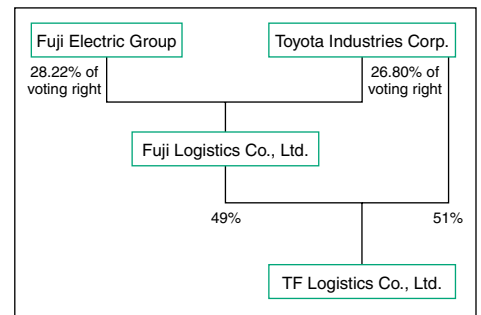 Fuji Electric Group
Toyota Industries Corp.
28.22% of
voting right
26.80% of
voting right
Fuji Logistics Co., Ltd.
49%
51%
TF Logistics Co., Ltd.